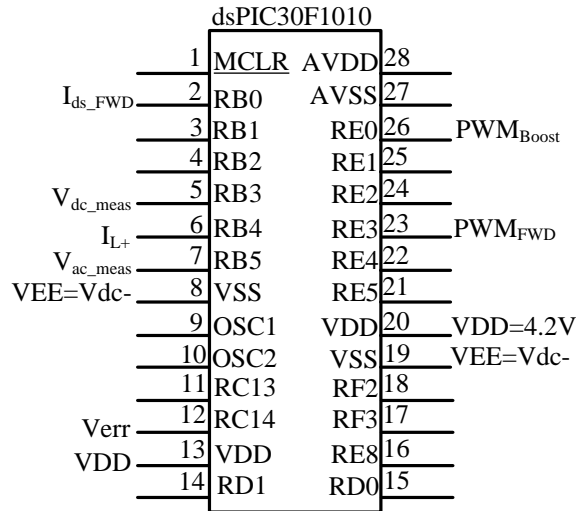 dsPIC30F1010
1 MCLR AVDD 28
I_ds_FWD 2 RB0 AVSS 27
3 RB1 RE0 26 PWM_Boost
4 RB2 RE1 25
V_dc_meas 5 RB3 RE2 24
I_L+ 6 RB4 RE3 23 PWM_FWD
V_ac_meas 7 RB5 RE4 22
VEE=Vdc- 8 VSS RE5 21
9 OSC1 VDD 20 VDD=4.2V
10 OSC2 VSS 19 VEE=Vdc-
11 RC13 RF2 18
Verr 12 RC14 RF3 17
VDD 13 VDD RE8 16
14 RD1 RD0 15